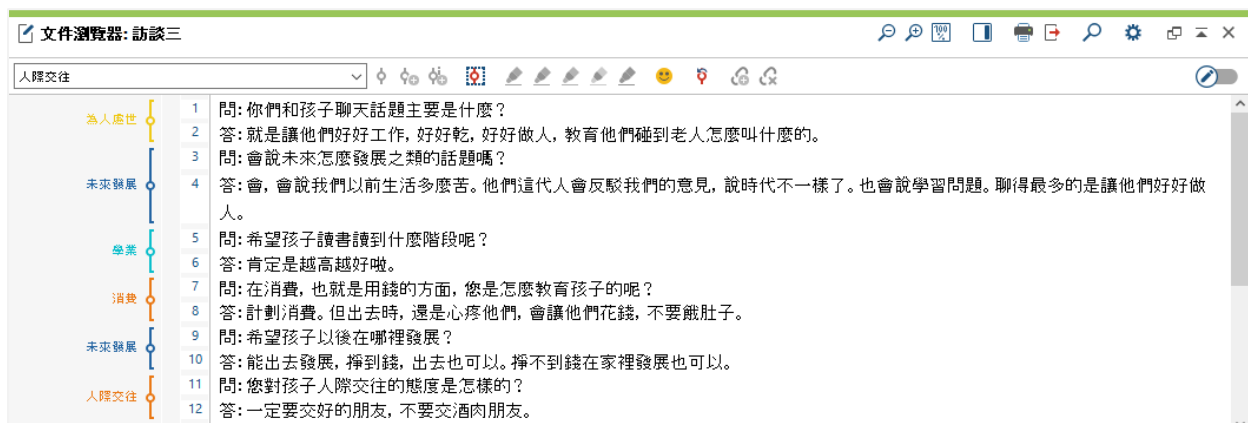 文件瀏覽器: 訪談三
100 %
人際交往
為人處世
1 問: 你們和孩子聊天話題主要是什麼?
2 答: 就是讓他們好好工作, 好好乾, 好好做人, 教育他們碰到老人怎麼叫什麼的。
3 問: 會說未來怎麼發展之類的話題嗎?
未來發展
4 答: 會, 會說我們以前生活多麼苦。他們這代人會反駁我們的意見, 說時代不一樣了。也會說學習問題。聊得最多的是讓他們好好做
人。
學業
5 問: 希望孩子讀書讀到什麼階段呢?
6 答: 肯定是越高越好啦。
消費
7 問: 在消費, 也就是用錢的方面, 您是怎麼教育孩子的呢?
8 答: 計劃消費。但出去時, 還是心疼他們, 會讓他們花錢, 不要餓肚子。
未來發展
9 問: 希望孩子以後在哪裡發展?
10 答: 能出去發展, 掙到錢, 出去也可以。掙不到錢在家裡發展也可以。
人際交往
11 問: 您對孩子人際交往的態度是怎樣的?
12 答: 一定要交好的朋友, 不要交酒肉朋友。